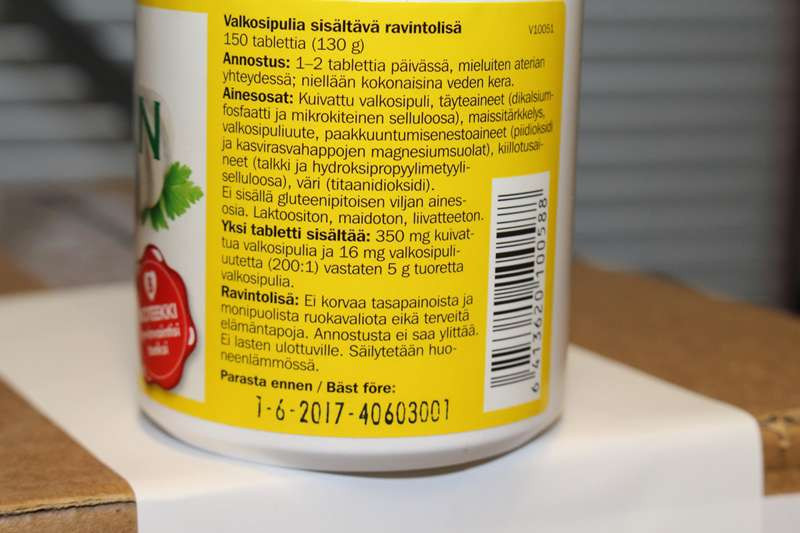 Valkosipulia sisältävä ravintolisä
V10051
150 tablettia (130 g)
Annostus: 1–2 tablettia päivässä, mieluiten aterian
yhteydessä; niellään kokonaisina veden kera.
Ainesosat: Kuivattu valkosipuli, täyteaineet (dikalsium-
fosfaatti ja mikrokiteinen selluloosa), maissitärkkelys,
valkosipuliuute, paakkuuntumisenestoaineet (piidioksidi
ja kasvirasvahappojen magnesiumsuolat), kiillotusai-
neet (talkki ja hydroksipropyylimetyyli-
selluloosa), väri (titaanidioksidi).
Ei sisällä gluteenipitoisen viljan aines-
osia. Laktoositon, maidoton, liivatteeton.
Yksi tabletti sisältää: 350 mg kuivat-
tua valkosipulia ja 16 mg valkosipuli-
uutetta (200:1) vastaten 5 g tuoretta
valkosipulia.
Ravintolisä: Ei korvaa tasapainoista ja
monipuolista ruokavaliota eikä terveitä
elämäntapoja. Annostusta ei saa ylittää.
Ei lasten ulottuville. Säilytetään huo-
neenlämmössä.
Parasta ennen / Bäst före:
1-6-2017-40603001
6 413620 100588
N